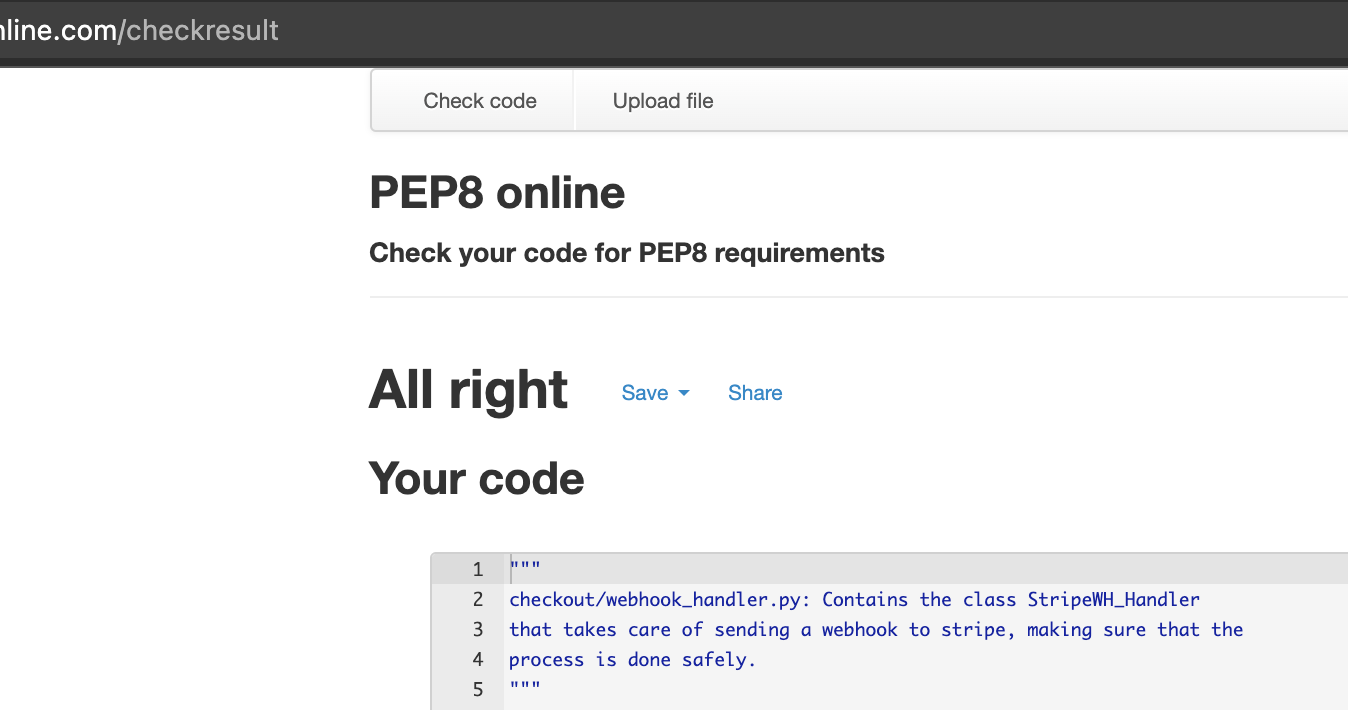 nline.com/checkresult
Check code
Upload file
PEP8 online
Check your code for PEP8 requirements
All right Save Share
Your code
1 """
2 checkout/webhook_handler.py: Contains the class StripeWH_Handler
3 that takes care of sending a webhook to stripe, making sure that the
4 process is done safely.
5 """